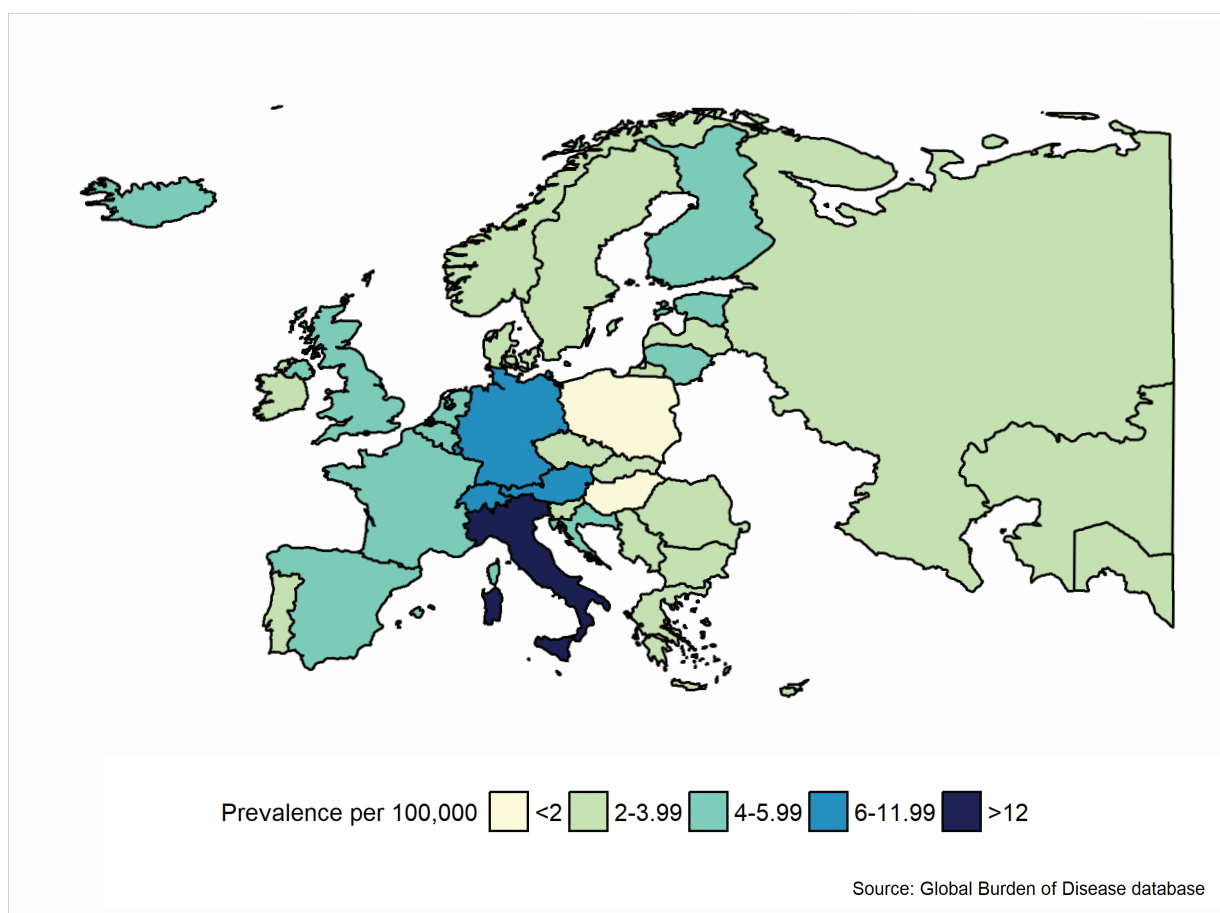 Prevalence per 100,000 <2 2-3.99 4-5.99 6-11.99 >12
Source: Global Burden of Disease database